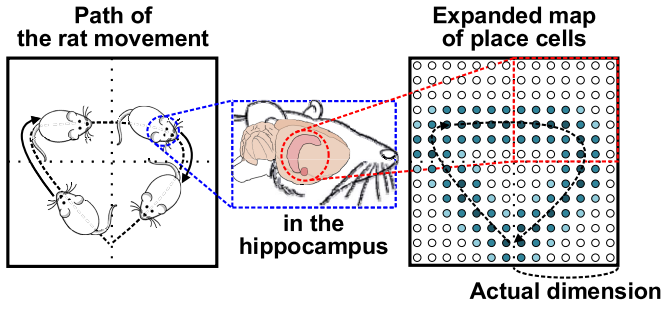 Path of
the rat movement
Expanded map
of place cells
in the
hippocampus
Actual dimension